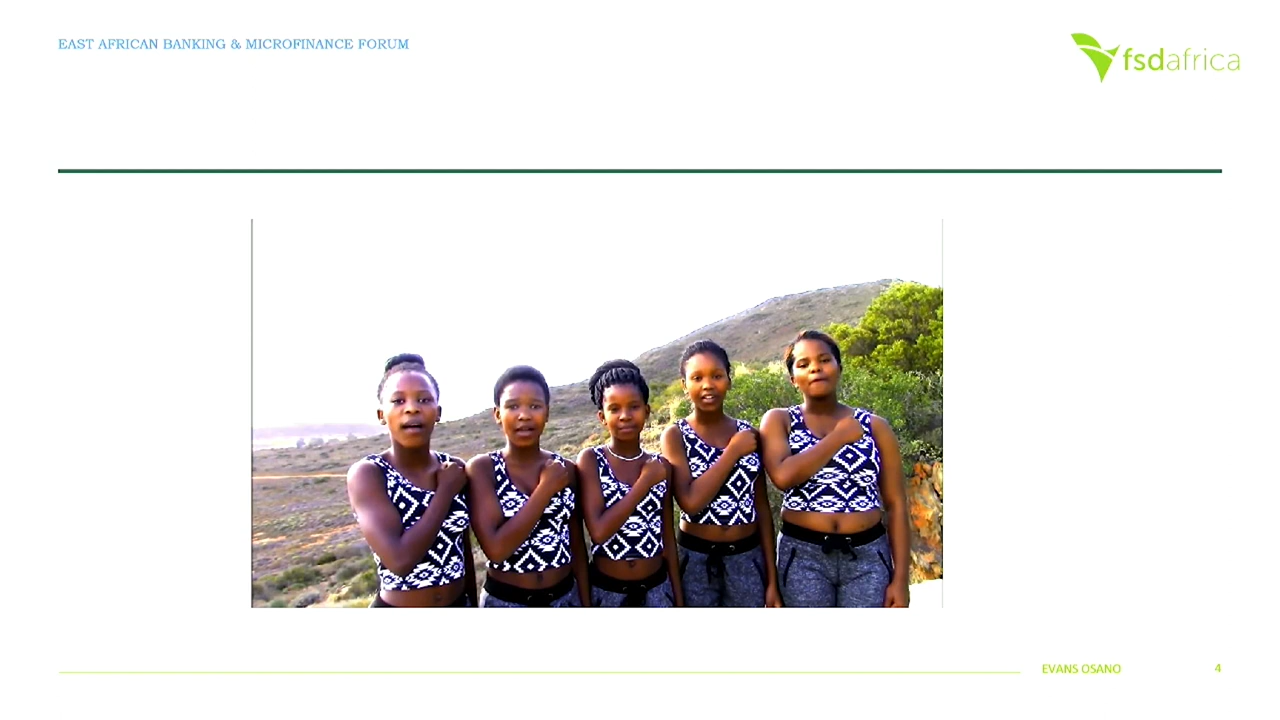 EAST AFRICAN BANKING & MICROFINANCE FORUM
fsdafrica
EVANS OSANO
4